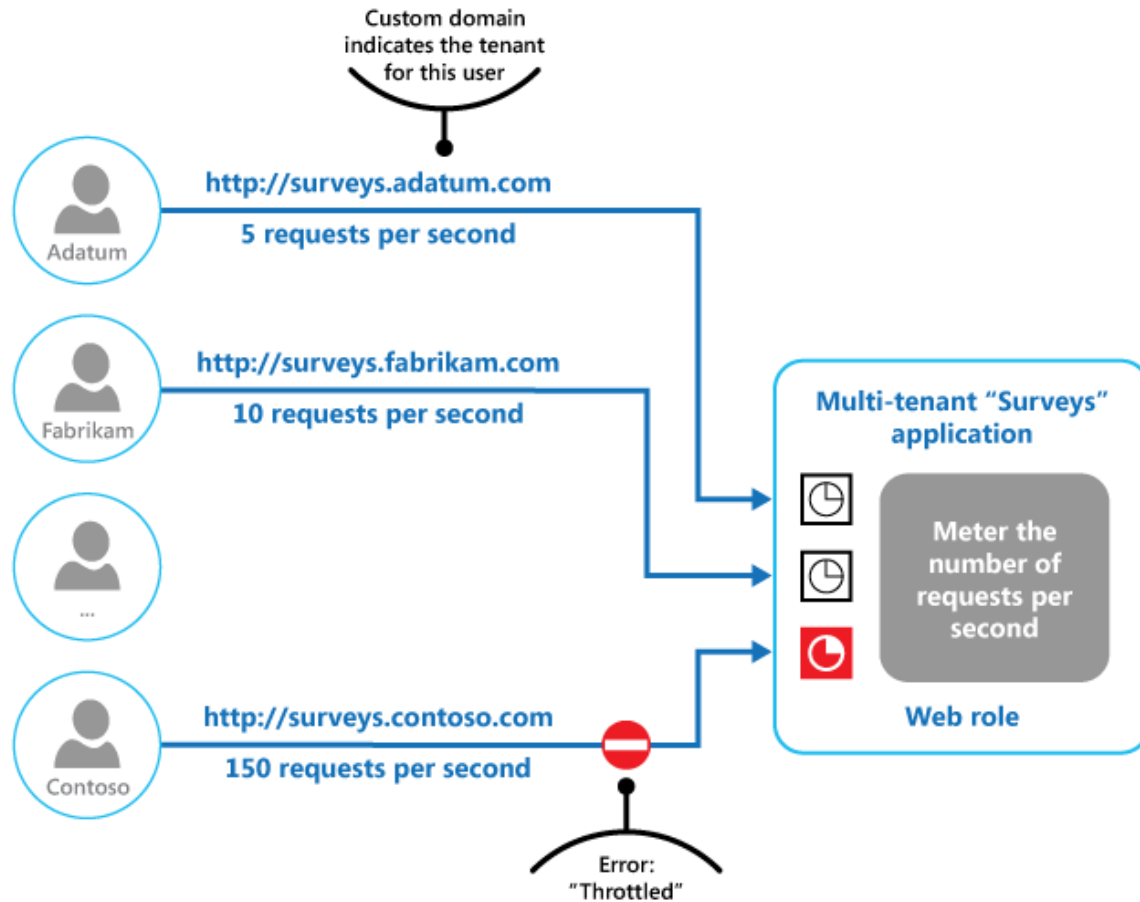 Custom domain
indicates the tenant
for this user
http://surveys.adatum.com
5 requests per second
Adatum
http://surveys.fabrikam.com
10 requests per second
Fabrikam
...
http://surveys.contoso.com
150 requests per second
Contoso
Error:
“Throttled”
Multi-tenant “Surveys”
application
Meter the
number of
requests per
second
Web role